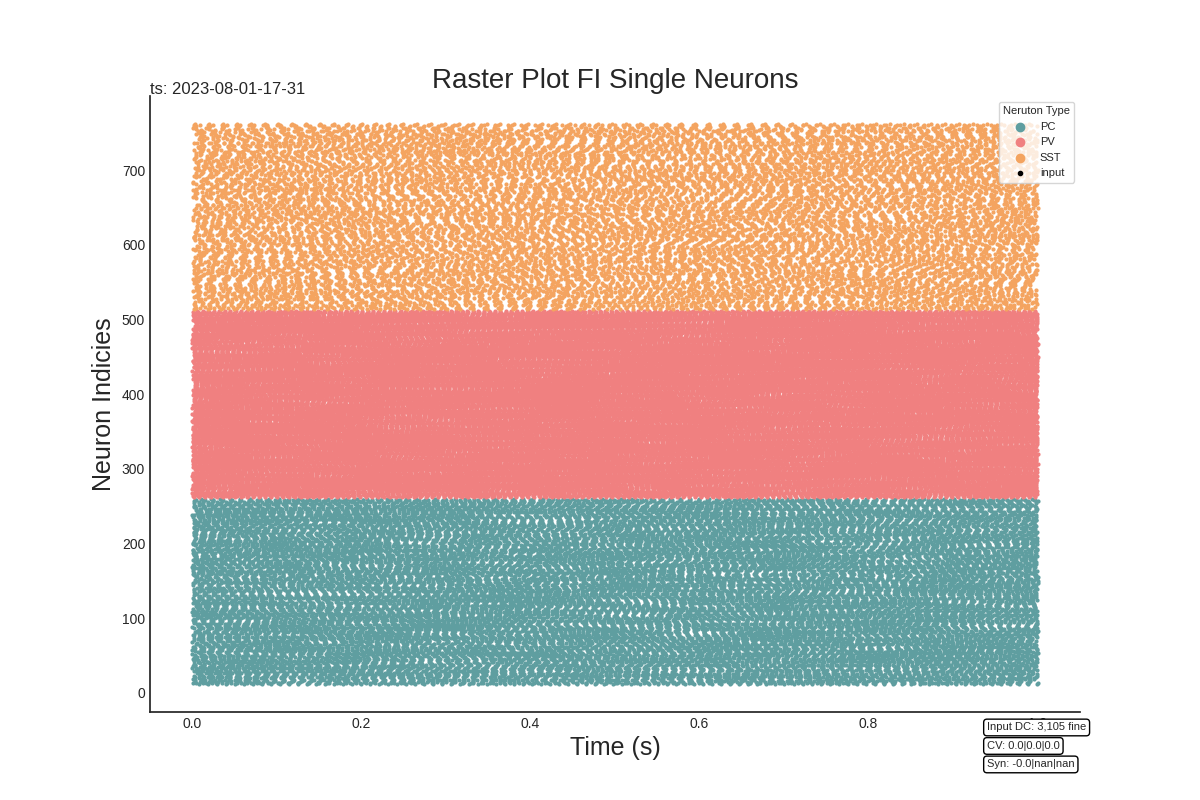 Raster Plot FI Single Neurons
ts: 2023-08-01-17-31
Neruton Type
PC
PV
SST
input
Neuron Indicies
700
600
500
400
300
200
100
0
0.0 0.2 0.4 0.6 0.8
Time (s)
Input DC: 3,105 fine
CV: 0.0|0.0|0.0
Syn: -0.0|nan|nan